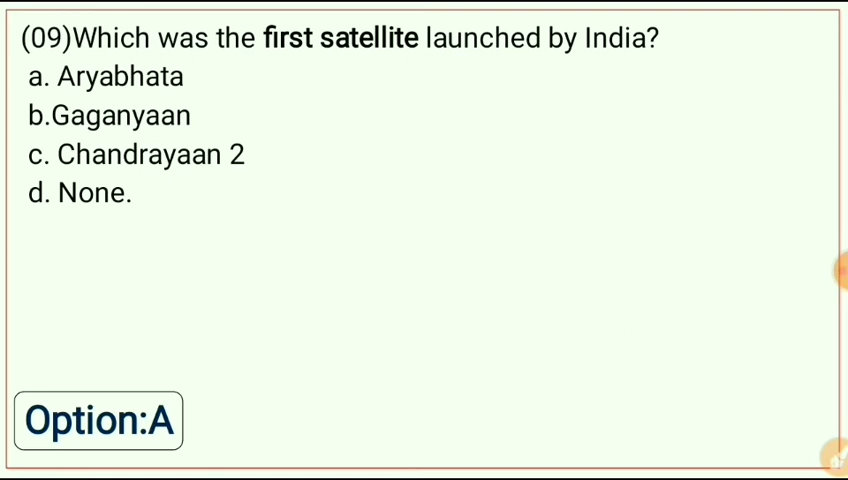 (09)Which was the first satellite launched by India?
a. Aryabhata
b.Gaganyaan
c. Chandrayaan 2
d. None.
Option:A